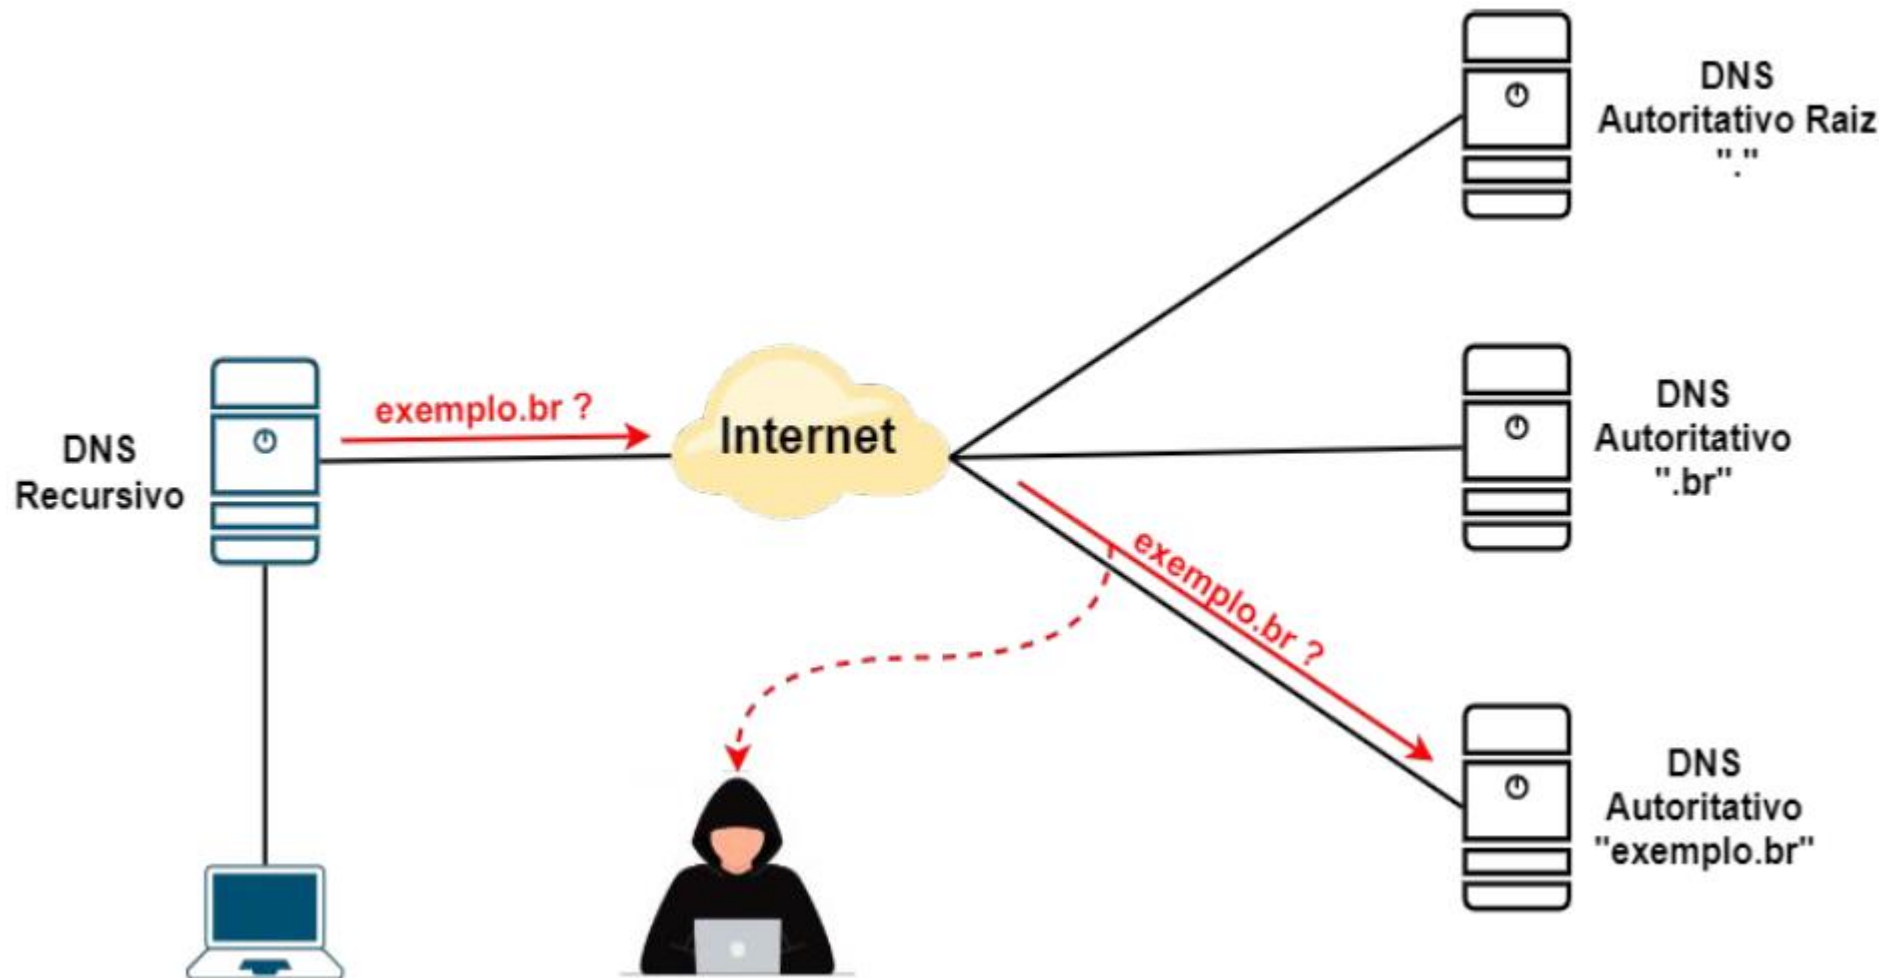 DNS
Autoritativo Raiz
"."
exemplo.br ?
Internet
DNS
Recursivo
DNS
Autoritativo
".br"
exemplo.br ?
DNS
Autoritativo
"exemplo.br"